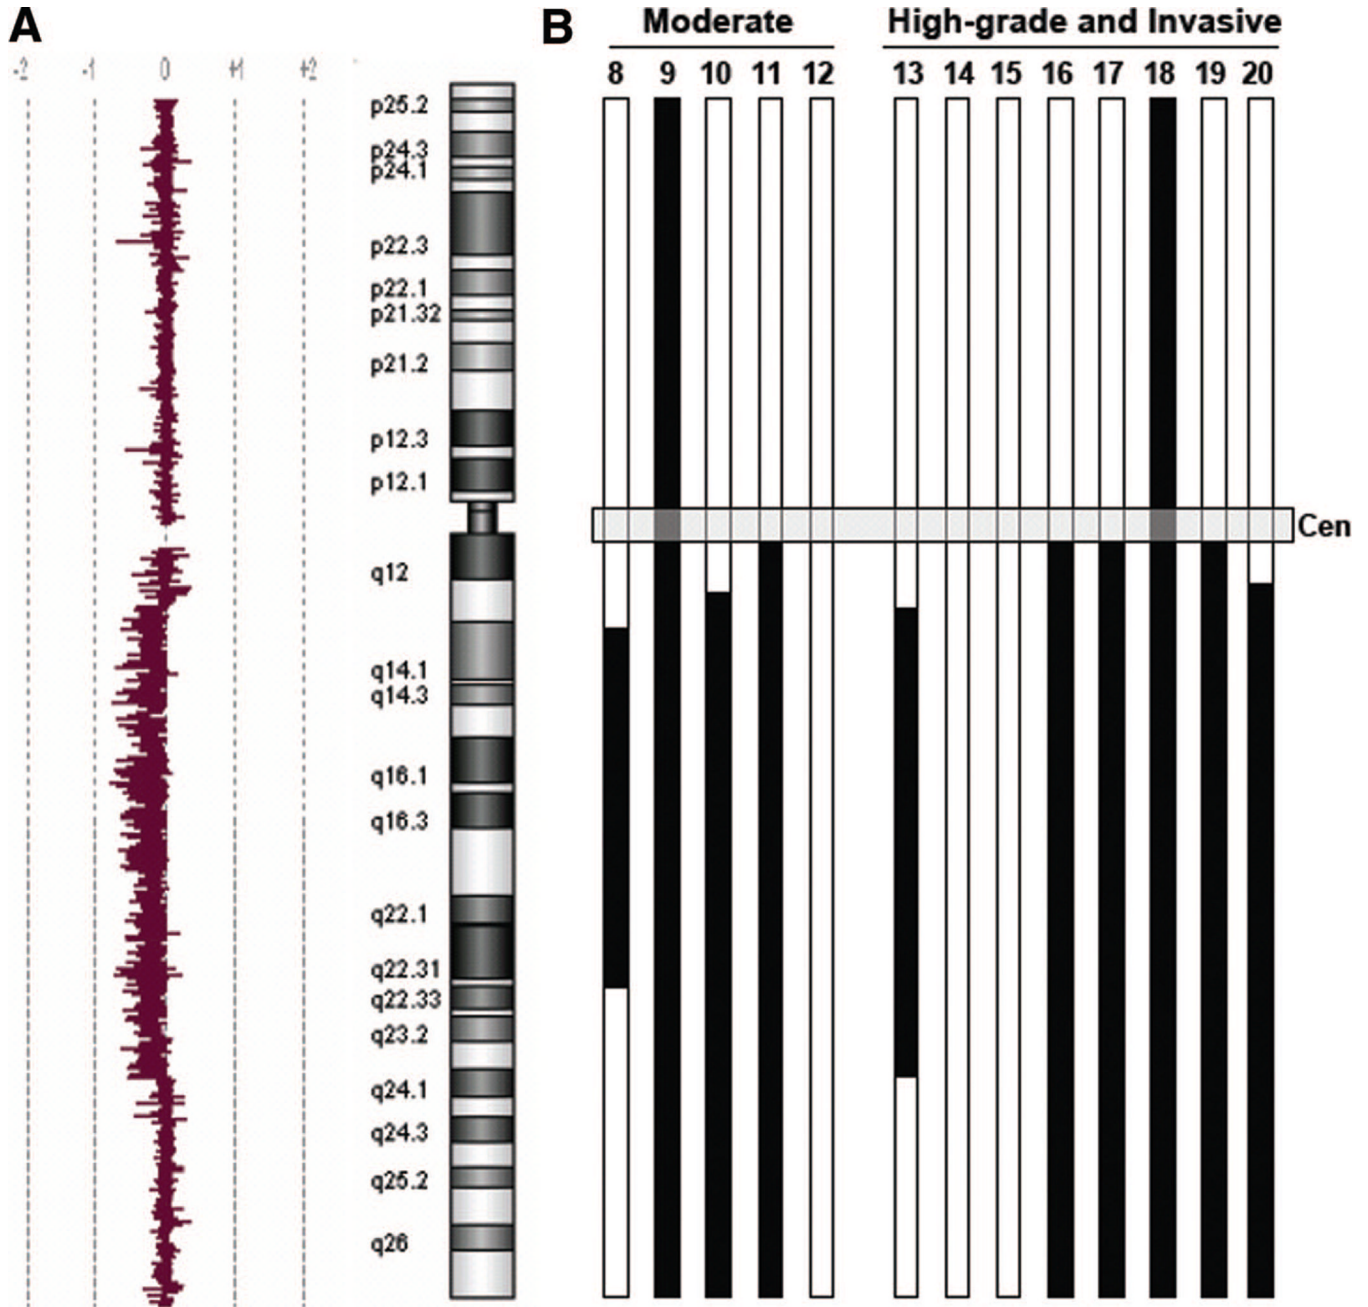 A
B
Moderate
High-grade and Invasive
-2 -1 0 +1 +2
8 9 10 11 12 13 14 15 16 17 18 19 20
p25.2
p24.3
p24.1
p22.3
p22.1
p21.32
p21.2
p12.3
p12.1
Cen
q12
q14.1
q14.3
q16.1
q16.3
q22.1
q22.31
q22.33
q23.2
q24.1
q24.3
q25.2
q26